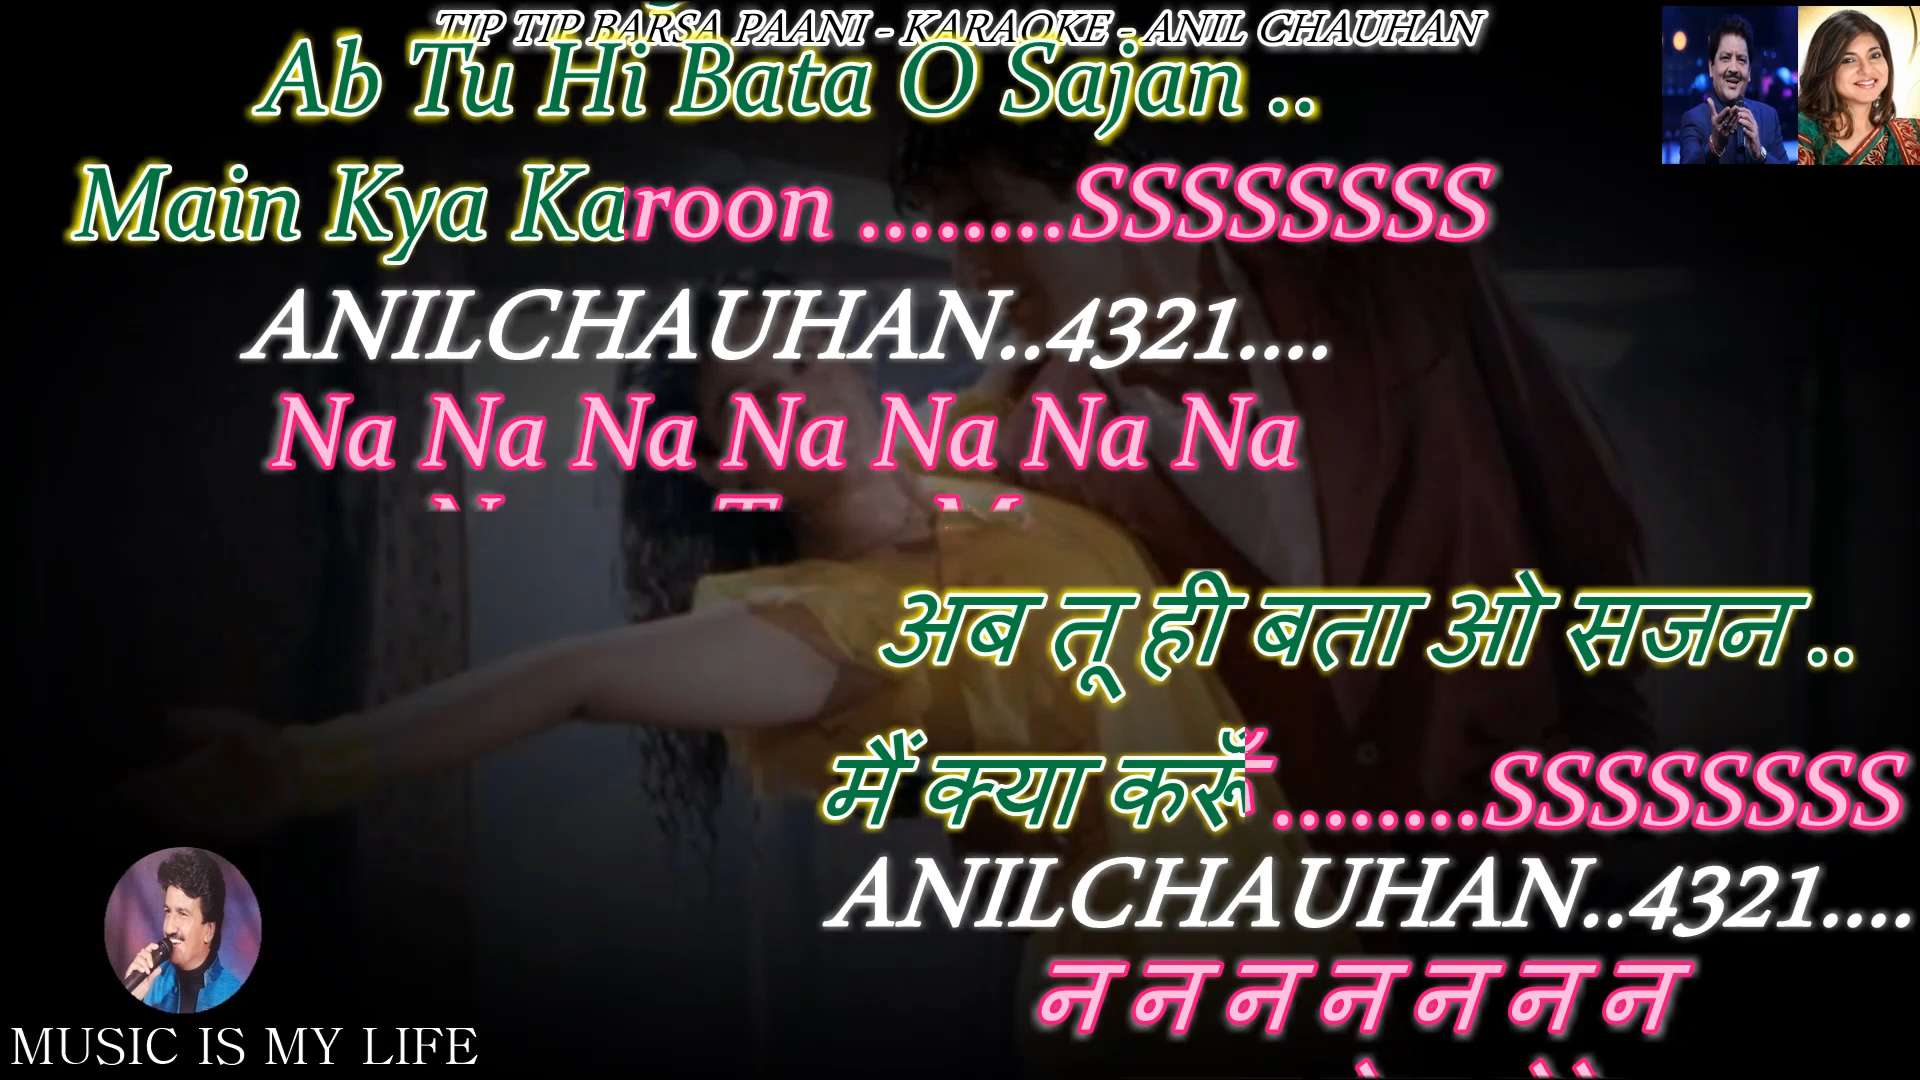 TIP TIP BARSA PAANI - KARAOKE - ANIL CHAUHAN
Ab Tu Hi Bata O Sajan ..
Main Kya Karoon ........SSSSSSSS
ANILCHAUHAN..4321....
Na Na Na Na Na Na Na
अब तू ही बता ओ सजन ..
मैं क्या करूँ ........SSSSSSSS
ANILCHAUHAN..4321....
न न न न न न न
MUSIC IS MY LIFE